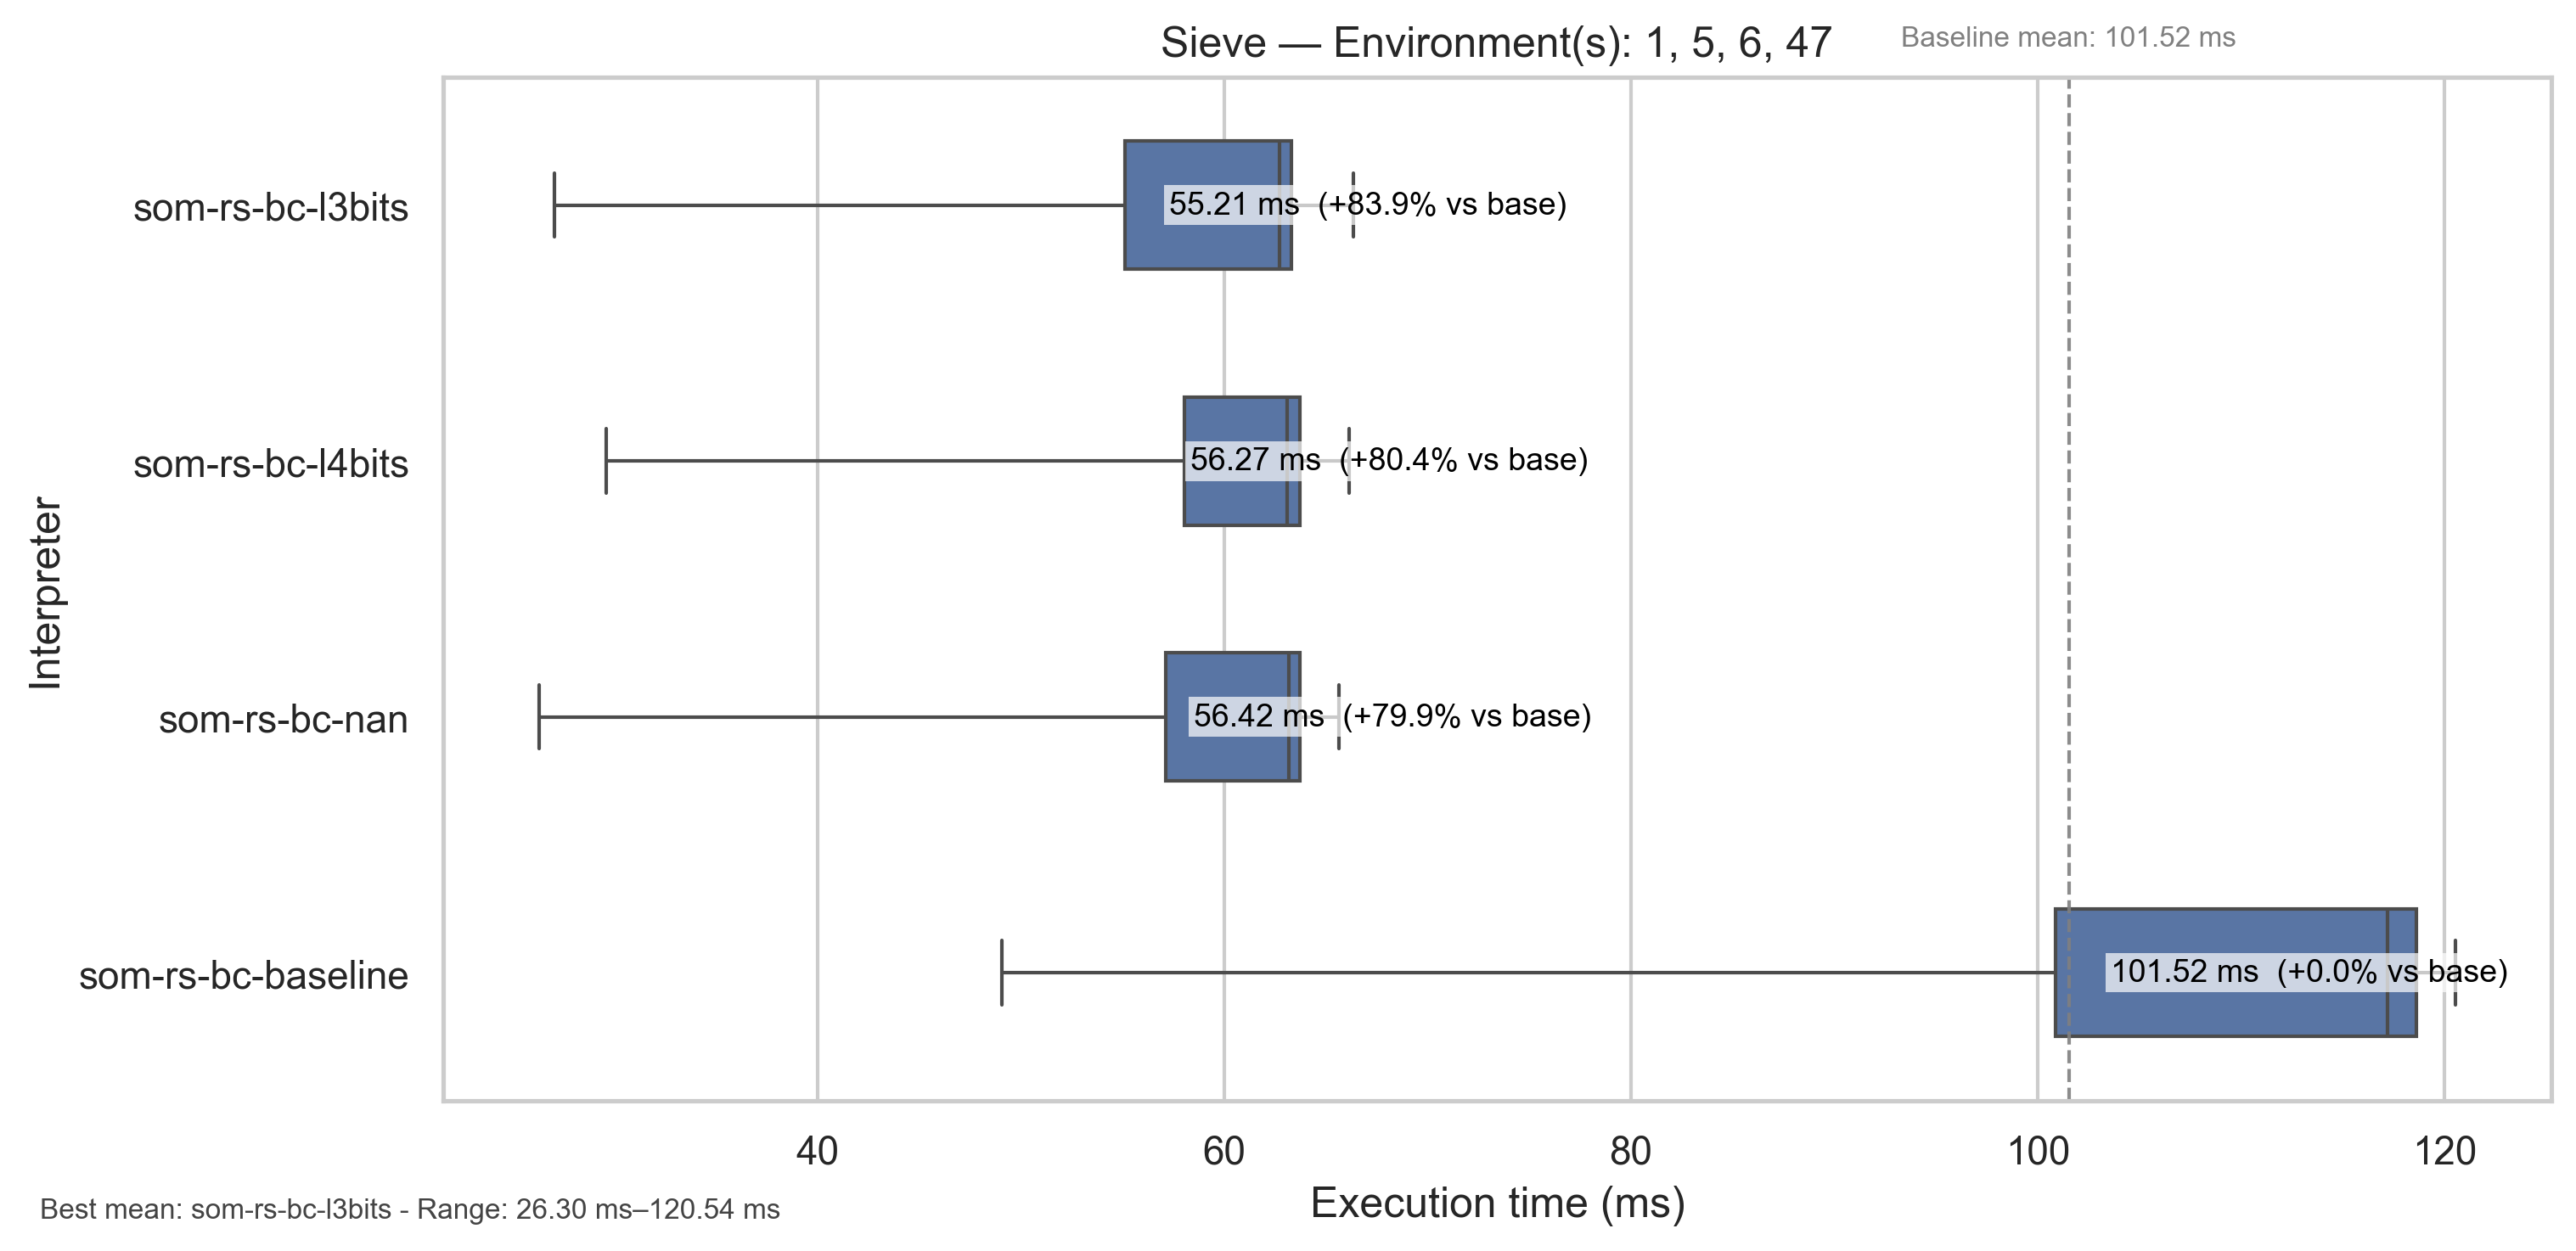 Sieve — Environment(s): 1, 5, 6, 47
Baseline mean: 101.52 ms
Interpreter
som-rs-bc-l3bits
55.21 ms (+83.9% vs base)
som-rs-bc-l4bits
56.27 ms (+80.4% vs base)
som-rs-bc-nan
56.42 ms (+79.9% vs base)
som-rs-bc-baseline
101.52 ms (+0.0% vs base)
40 60 80 100 120
Execution time (ms)
Best mean: som-rs-bc-l3bits - Range: 26.30 ms–120.54 ms